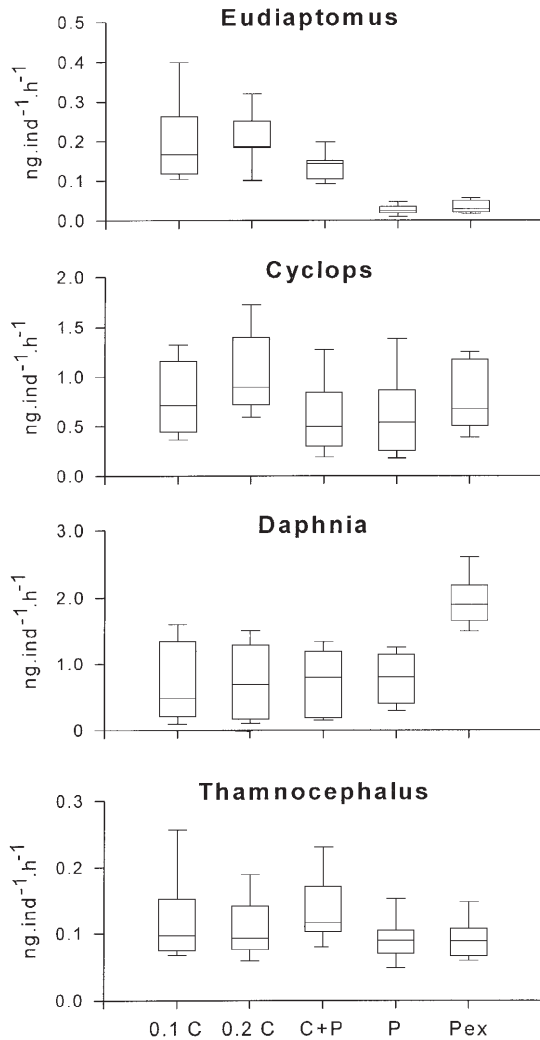 Eudiaptomus
0.5
0.4
0.3
0.2
0.1
0.0
ng.ind⁻¹.h⁻¹
Cyclops
2.0
1.5
1.0
0.5
0.0
ng.ind⁻¹.h⁻¹
Daphnia
3.0
2.0
1.0
0
ng.ind⁻¹.h⁻¹
Thamnocephalus
0.3
0.2
0.1
0.0
ng.ind⁻¹.h⁻¹
0.1 C 0.2 C C+P P Pex